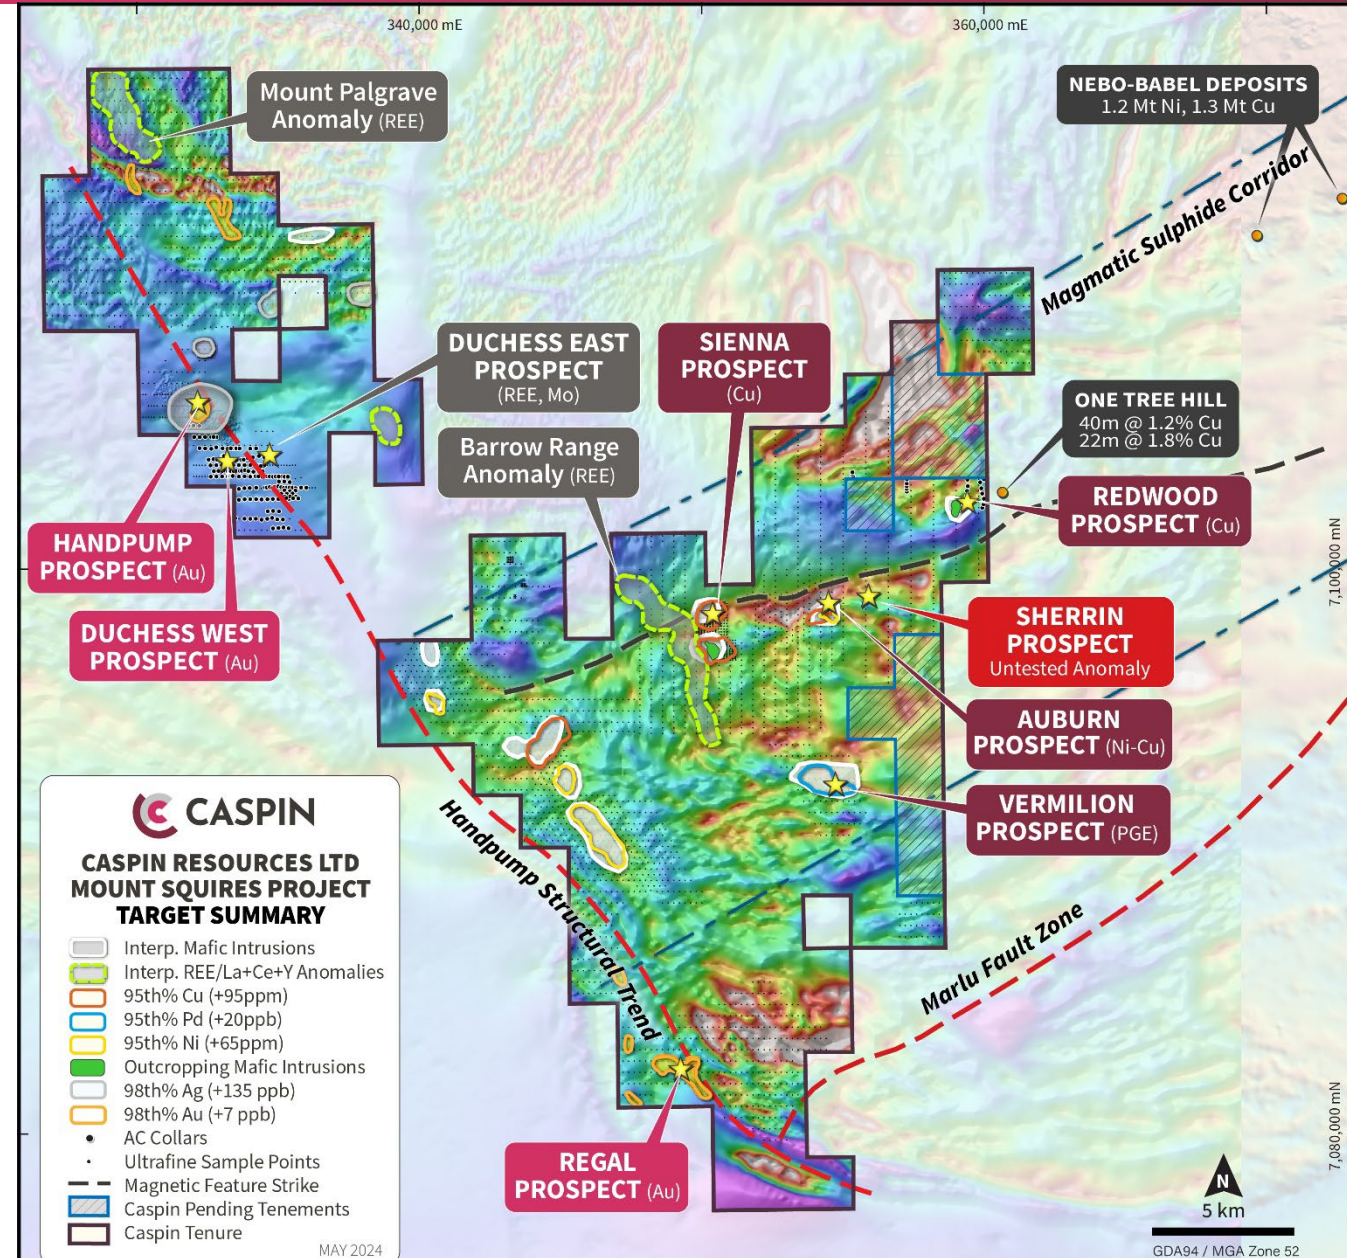 340,000 mE
360,000 mE
Mount Palgrave
Anomaly (REE)
NEBO-BABEL DEPOSITS
1.2 Mt Ni, 1.3 Mt Cu
Magmatic Sulphide Corridor
DUCHESS EAST
PROSPECT
(REE, Mo)
SIENNA
PROSPECT
(Cu)
ONE TREE HILL
40m @ 1.2% Cu
22m @ 1.8% Cu
Barrow Range
Anomaly (REE)
REDWOOD
PROSPECT (Cu)
HANDPUMP
PROSPECT (Au)
7,100,000 mN
DUCHESS WEST
PROSPECT (Au)
SHERRIN
PROSPECT
Untested Anomaly
AUBURN
PROSPECT (Ni-Cu)
VERMILION
PROSPECT (PGE)
Handpump Structural Trend
Marlu Fault Zone
CASPIN
CASPIN RESOURCES LTD
MOUNT SQUIRES PROJECT
TARGET SUMMARY
Interp. Mafic Intrusions
Interp. REE/La+Ce+Y Anomalies
95th% Cu (+95ppm)
95th% Pd (+20ppb)
95th% Ni (+65ppm)
Outcropping Mafic Intrusions
98th% Ag (+135 ppb)
98th% Au (+7 ppb)
AC Collars
Ultrafine Sample Points
Magnetic Feature Strike
Caspin Pending Tenements
Caspin Tenure
MAY 2024
REGAL
PROSPECT (Au)
7,080,000 mN
N
5 km
GDA94 / MGA Zone 52